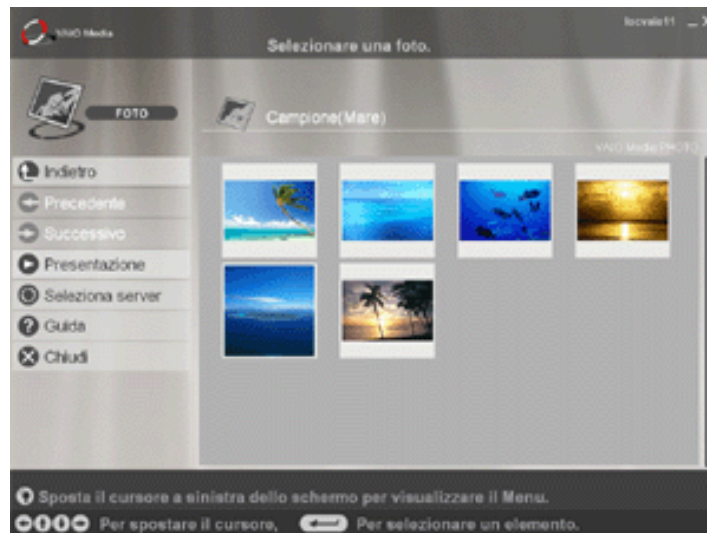 VAIO Media
locvaio11
Selezionare una foto.
FOTO
Campione(Mare)
VAIO Media PHOTO
Indietro
Precedente
Successivo
Presentazione
Seleziona server
Guida
Chiudi
Sposta il cursore a sinistra dello schermo per visualizzare il Menu.
Per spostare il cursore, Per selezionare un elemento.